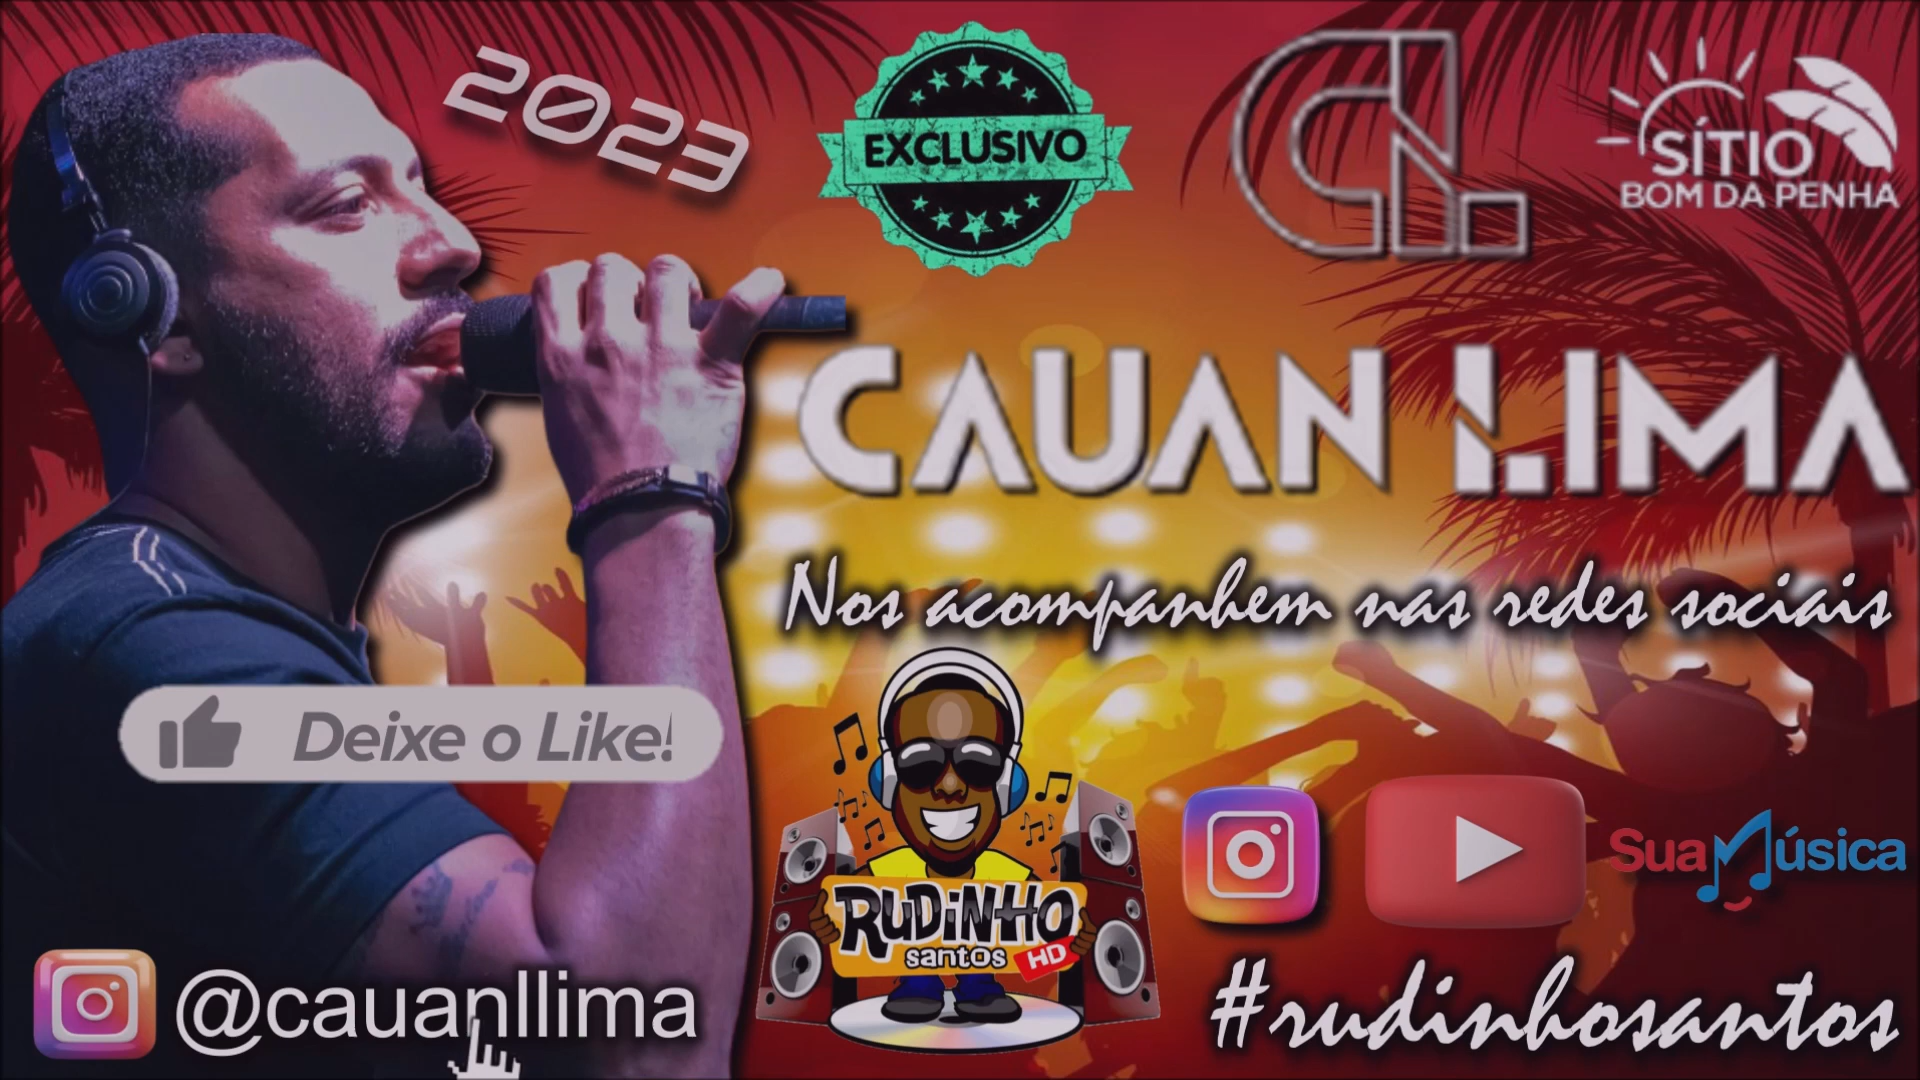 2023
EXCLUSIVO
CL
SÍTIO
BOM DA PENHA
CAUAN LIMA
Nos acompanhem nas redes sociais
Deixe o Like!
RUDiNHO
santOs HD
SuaMúsica
@cauanllima
#rudinhosantos